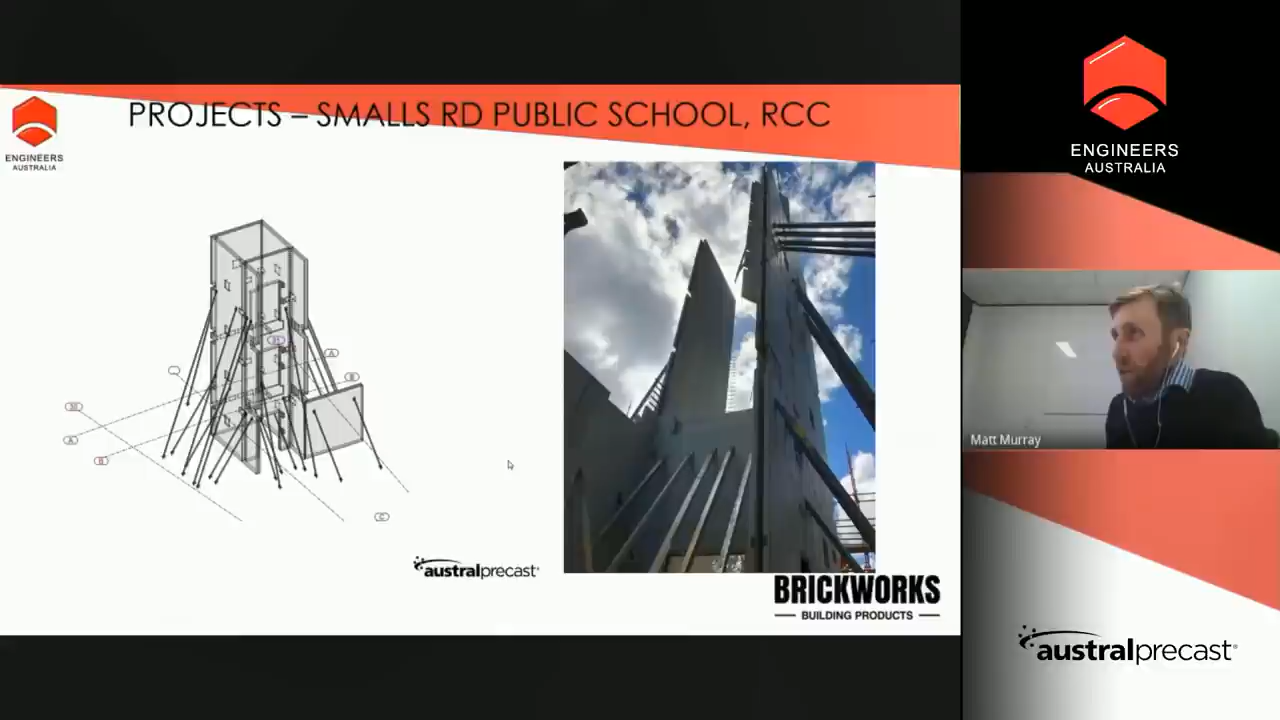 PROJECTS – SMALLS RD PUBLIC SCHOOL, RCC
ENGINEERS
AUSTRALIA
A
B
A
B
C
australprecast
BRICKWORKS
BUILDING PRODUCTS
ENGINEERS
AUSTRALIA
Matt Murray
australprecast